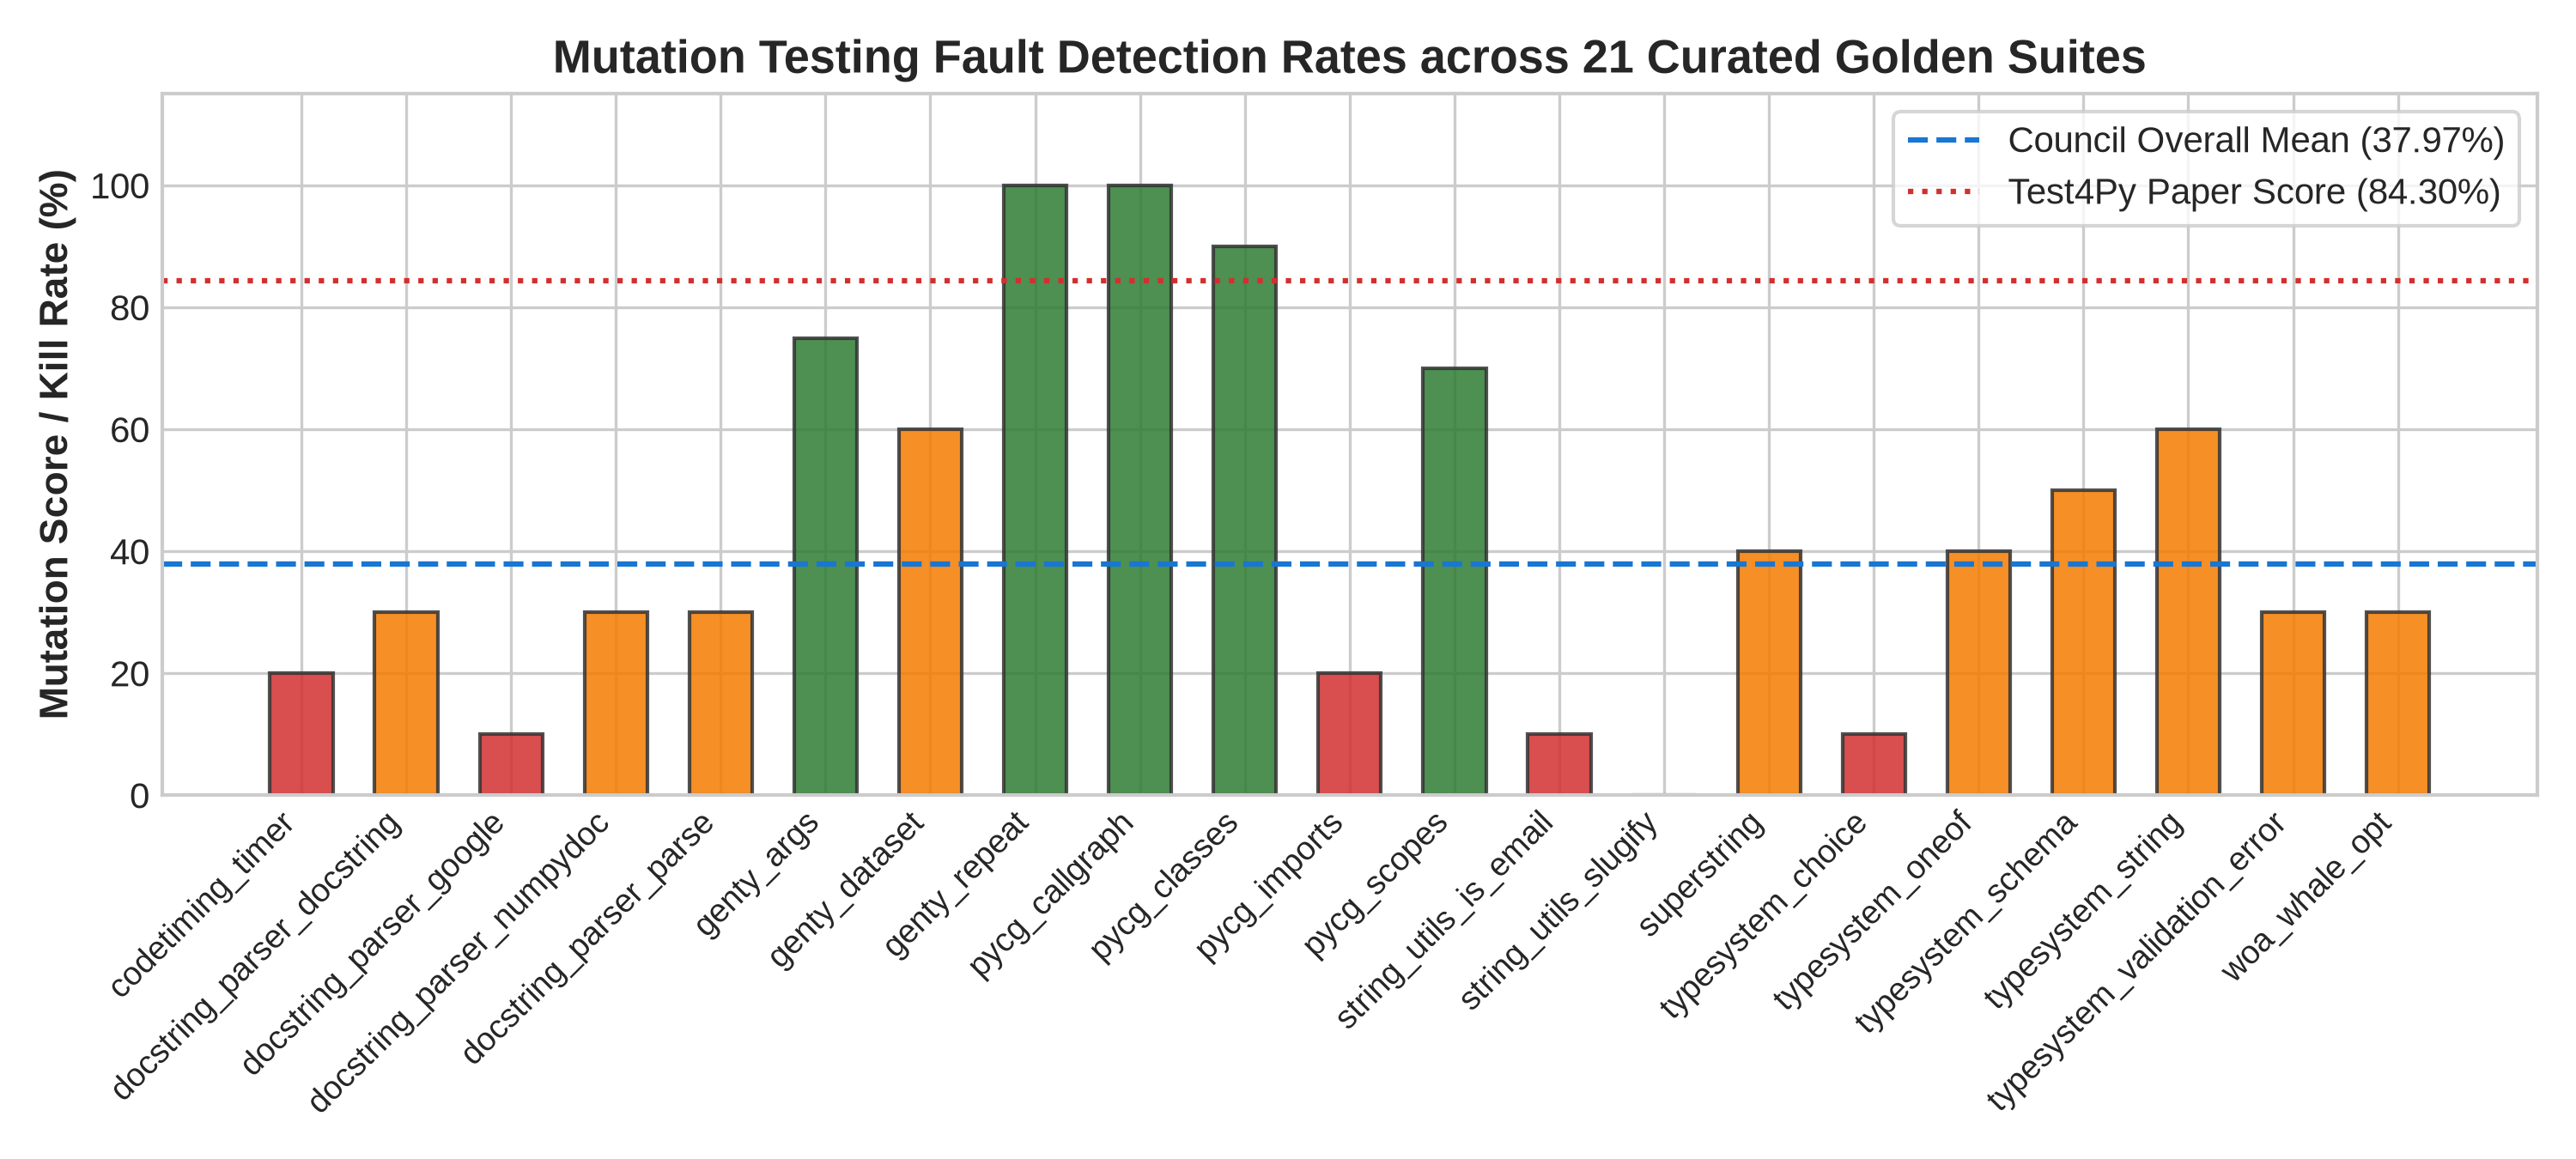 Mutation Testing Fault Detection Rates across 21 Curated Golden Suites
Council Overall Mean (37.97%)
Test4Py Paper Score (84.30%)
Mutation Score / Kill Rate (%)
100
80
60
40
20
0
codetiming_timer
docstring_parser_docstring
docstring_parser_google
docstring_parser_numpydoc
docstring_parser_parse
genty_args
genty_dataset
genty_repeat
pycg_callgraph
pycg_classes
pycg_imports
pycg_scopes
string_utils_is_email
string_utils_slugify
superstring
typesystem_choice
typesystem_oneof
typesystem_schema
typesystem_string
typesystem_validation_error
woa_whale_opt